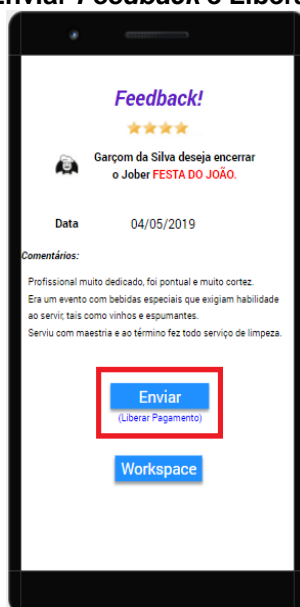 Enviar Feedback e Libera
Feedback!
Garçom da Silva deseja encerrar
o Jober FESTA DO JOÃO.
Data 04/05/2019
Comentários:
Profissional muito dedicado, foi pontual e muito cortez.
Era um evento com bebidas especiais que exigiam habilidade
ao servir, tais como vinhos e espumantes.
Serviu com maestria e ao término fez todo serviço de limpeza.
Enviar
(Liberar Pagamento)
Workspace